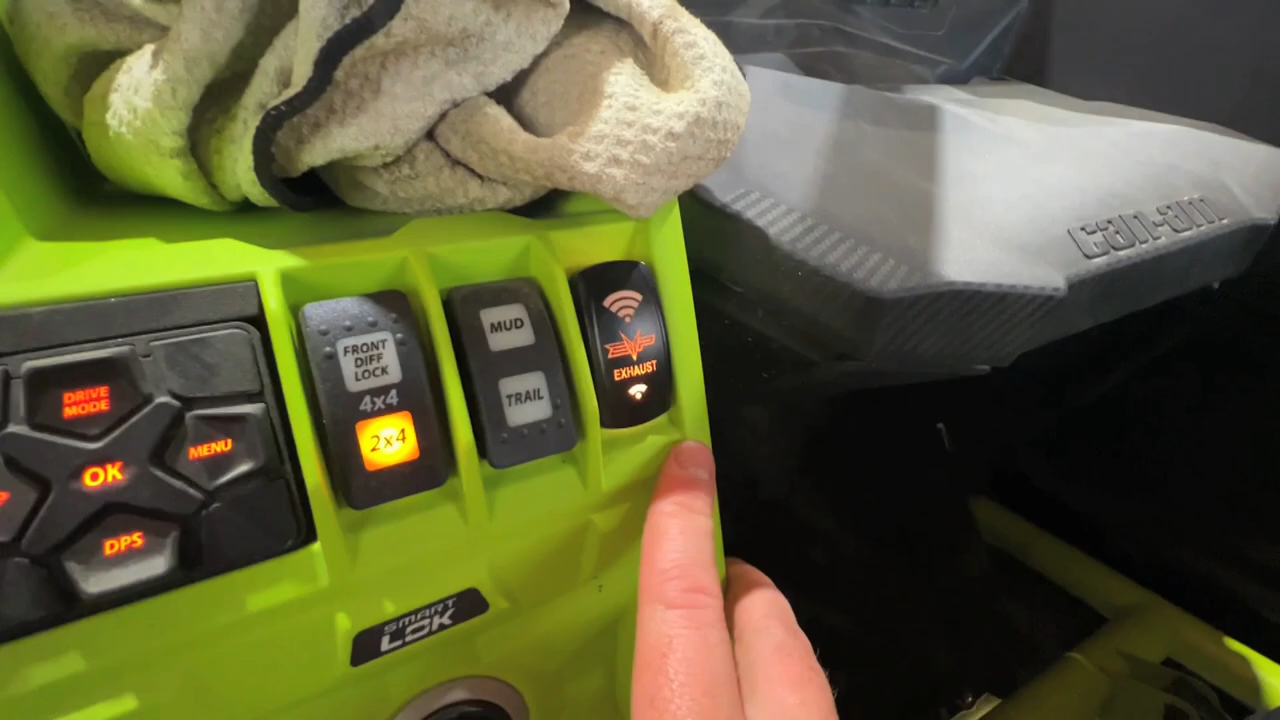 can-am
FRONT
DIFF
LOCK
4x4
2x4
MUD
TRAIL
EXHAUST
DRIVE
MODE
MENU
OK
DPS
SMART
LOK